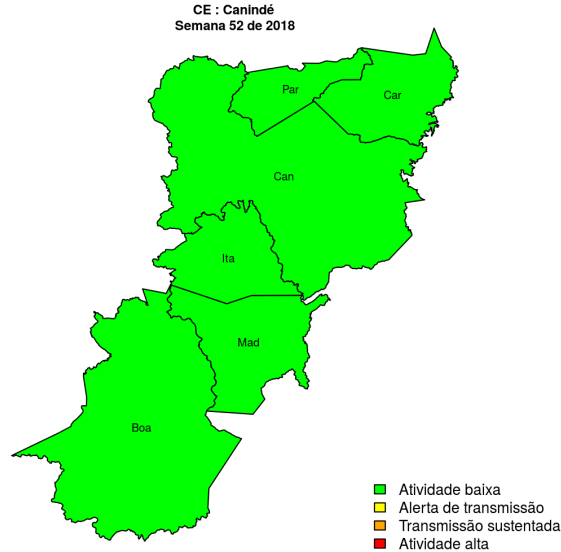 CE : Canindé
Semana 52 de 2018
Par
Car
Can
Ita
Mad
Boa
Atividade baixa
Alerta de transmissão
Transmissão sustentada
Atividade alta